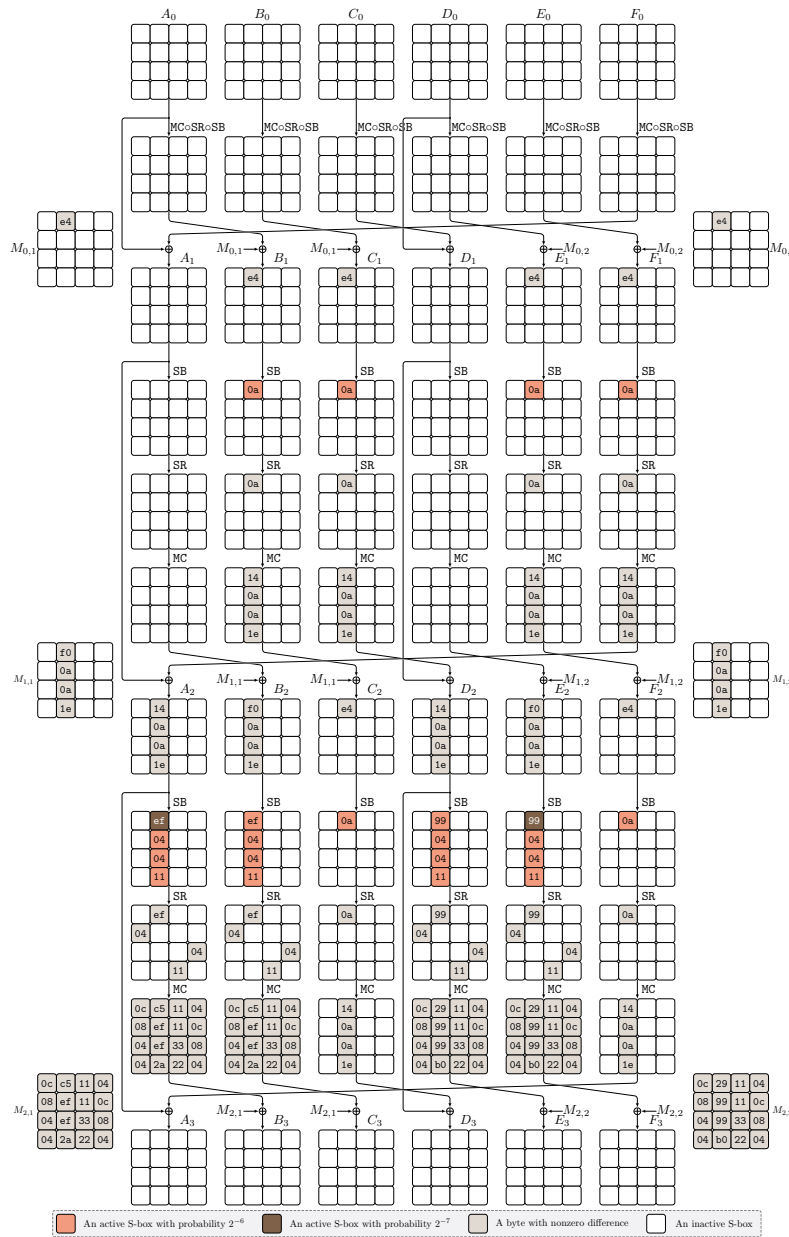 A0 B0 C0 D0 E0 F0
MC∘SR∘SB MC∘SR∘SB MC∘SR∘SB MC∘SR∘SB MC∘SR∘SB MC∘SR∘SB
e4 e4
M0,1 M0,1 M0,1 M0,2 M0,2 M0,
A1 B1 C1 D1 E1 F1
e4 e4 e4 e4
SB SB SB SB SB SB
0a 0a 0a 0a
SR SR SR SR SR SR
0a 0a 0a 0a
MC MC MC MC MC MC
14 14 14 14
0a 0a 0a 0a
0a 0a 0a 0a
1e 1e 1e 1e
f0 f0
0a 0a
M1,1 M1,1 M1,1 M1,2 M1,2 M1,
0a 0a
1e 1e
A2 B2 C2 D2 E2 F2
14 f0 e4 14 f0 e4
0a 0a 0a 0a
0a 0a 0a 0a
1e 1e 1e 1e
SB SB SB SB SB SB
ef ef 0a 99 99 0a
04 04 04 04
04 04 04 04
11 11 11 11
SR SR SR SR SR SR
ef ef 0a 99 99 0a
04 04 04 04
04 04 04 04
11 11 11 11
MC MC MC MC MC MC
0c c5 11 04 0c c5 11 04 14 0c 29 11 04 0c 29 11 04 14
08 ef 11 0c 08 ef 11 0c 0a 08 99 11 0c 08 99 11 0c 0a
04 ef 33 08 04 ef 33 08 0a 04 99 33 08 04 99 33 08 0a
04 2a 22 04 04 2a 22 04 1e 04 b0 22 04 04 b0 22 04 1e
0c c5 11 04 0c 29 11 04
08 ef 11 0c 08 99 11 0c
M2,1 M2,1 M2,1 M2,2 M2,2 M2,
04 ef 33 08 04 99 33 08
04 2a 22 04 04 b0 22 04
A3 B3 C3 D3 E3 F3
An active S-box with probability 2⁻⁶ An active S-box with probability 2⁻⁷ A byte with nonzero difference An inactive S-box